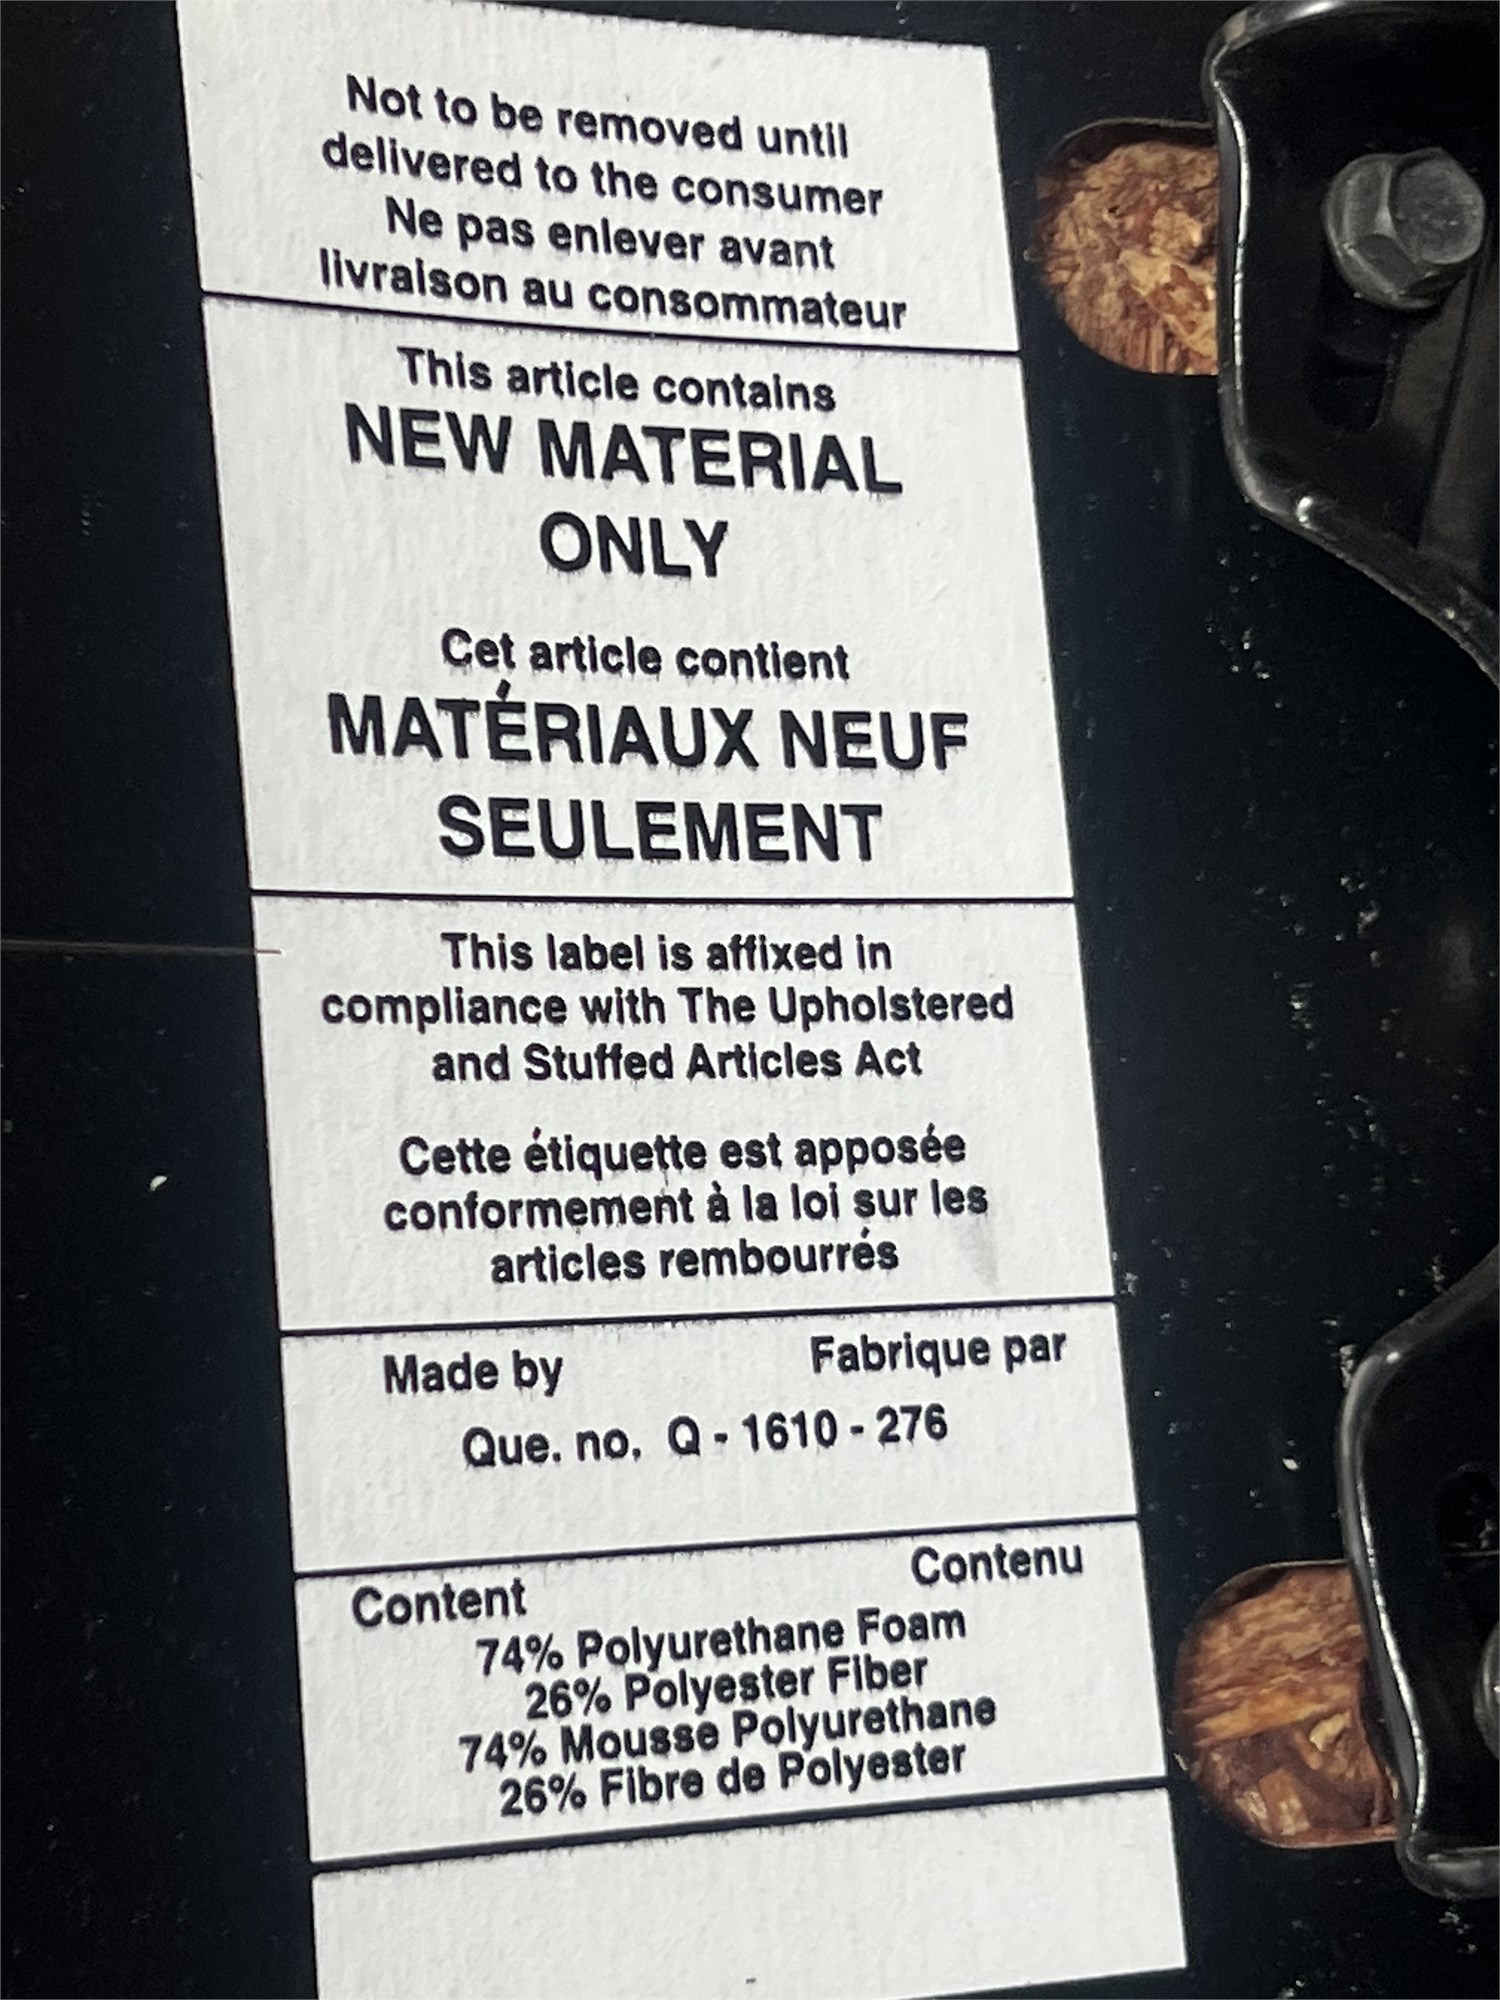 Not to be removed until
delivered to the consumer
Ne pas enlever avant
livraison au consommateur
This article contains
NEW MATERIAL
ONLY
Cet article contient
MATÉRIAUX NEUF
SEULEMENT
This label is affixed in
compliance with The Upholstered
and Stuffed Articles Act
Cette étiquette est apposée
conformement à la loi sur les
articles rembourrés
Made by Fabrique par
Que. no. Q - 1610 - 276
Content Contenu
74% Polyurethane Foam
26% Polyester Fiber
74% Mousse Polyurethane
26% Fibre de Polyester